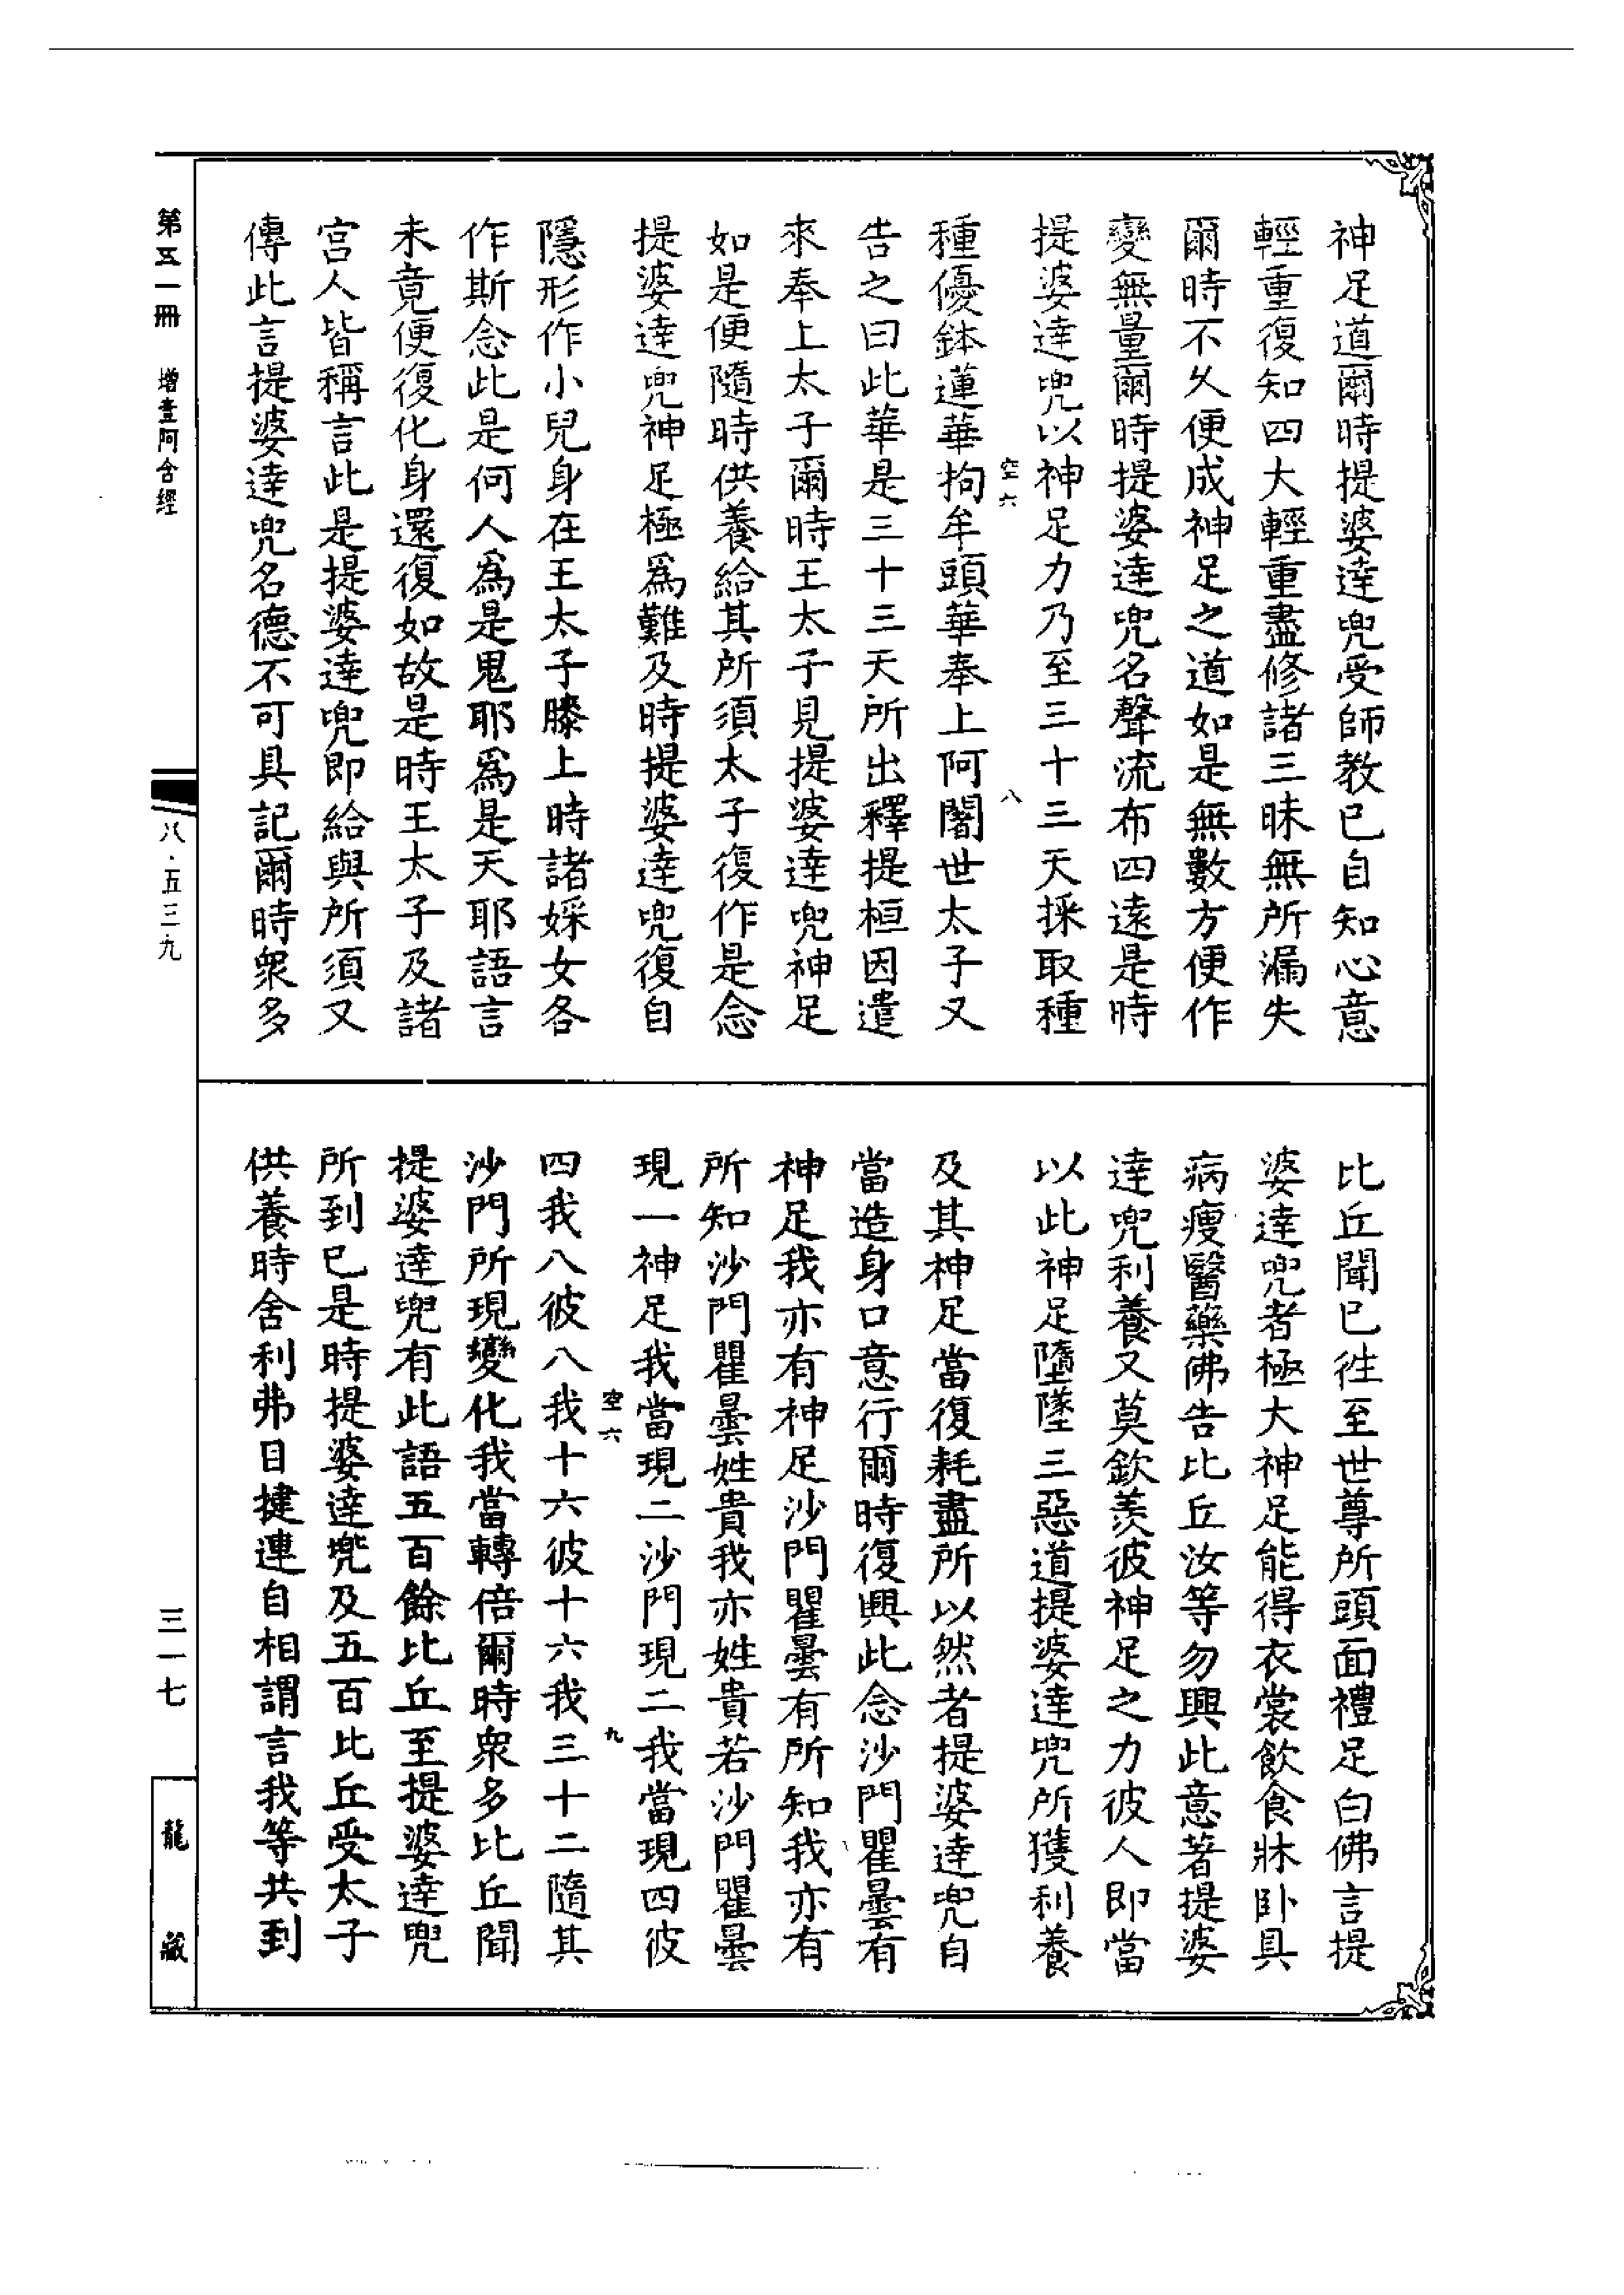 神足道爾時提婆達兜受師教已自知心意
輕重復知四大輕重盡修諸三昧無所漏失
爾時不久便成神足之道如是無數方便作
變無量爾時提婆達兜名聲流布四遠是時
提婆達兜以神足力乃至三十三天採取種
空六
八
種優鉢蓮華拘牟頭華奉上阿闍世太子又
告之曰此華是三十三天所出釋提桓因遣
來奉上太子爾時王太子見提婆達兜神足
如是便隨時供養給其所須太子復作是念
提婆達兜神足極爲難及時提婆達兜復自
隱形作小兒身在王太子膝上時諸婇女各
作斯念此是何人爲是鬼耶爲是天耶語言
未竟便復化身還復如故是時王太子及諸
宮人皆稱言此是提婆達兜即給與所須又
傳此言提婆達兜名德不可具記爾時衆多
比丘聞已徃至世尊所頭面禮足白佛言提
婆達兜者極大神足能得衣裳飲食牀卧具
病瘦醫藥佛告比丘汝等勿興此意著提婆
達兜利養又莫欽羨彼神足之力彼人即當
以此神足墮墜三惡道提婆達兜所獲利養
及其神足當復耗盡所以然者提婆達兜自
當造身口意行爾時復興此念沙門瞿曇有
神足我亦有神足沙門瞿曇有所知我亦有
所知沙門瞿曇姓貴我亦姓貴若沙門瞿曇
現一神足我當現二沙門現二我當現四彼
空六
九
四我八彼八我十六彼十六我三十二隨其
沙門所現變化我當轉倍爾時衆多比丘聞
提婆達兜有此語五百餘比丘至提婆達兜
所到已是時提婆達兜及五百比丘受太子
供養時舍利弗目揵連自相謂言我等共到
第五一冊 增壹阿含經
八·五三九
三一七
龍藏